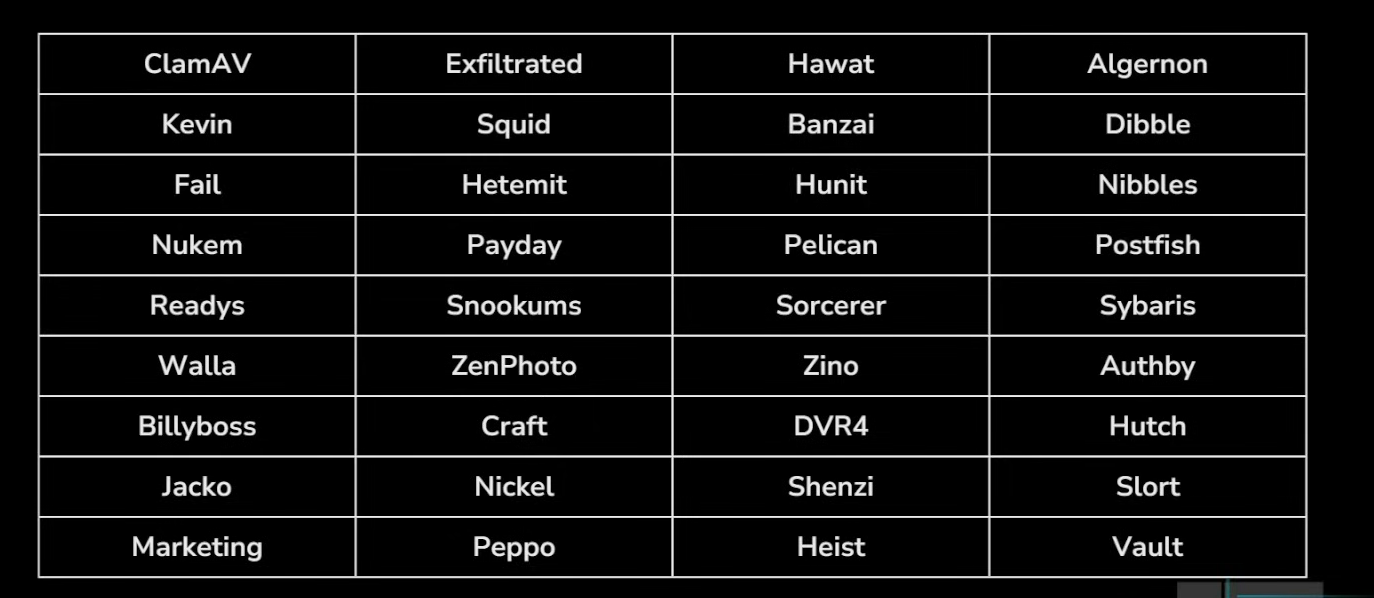 ClamAV Exfiltrated Hawat Algernon
Kevin Squid Banzai Dibble
Fail Hetemit Hunit Nibbles
Nukem Payday Pelican Postfish
Readys Snookums Sorcerer Sybaris
Walla ZenPhoto Zino Authby
Billyboss Craft DVR4 Hutch
Jacko Nickel Shenzi Slort
Marketing Peppo Heist Vault